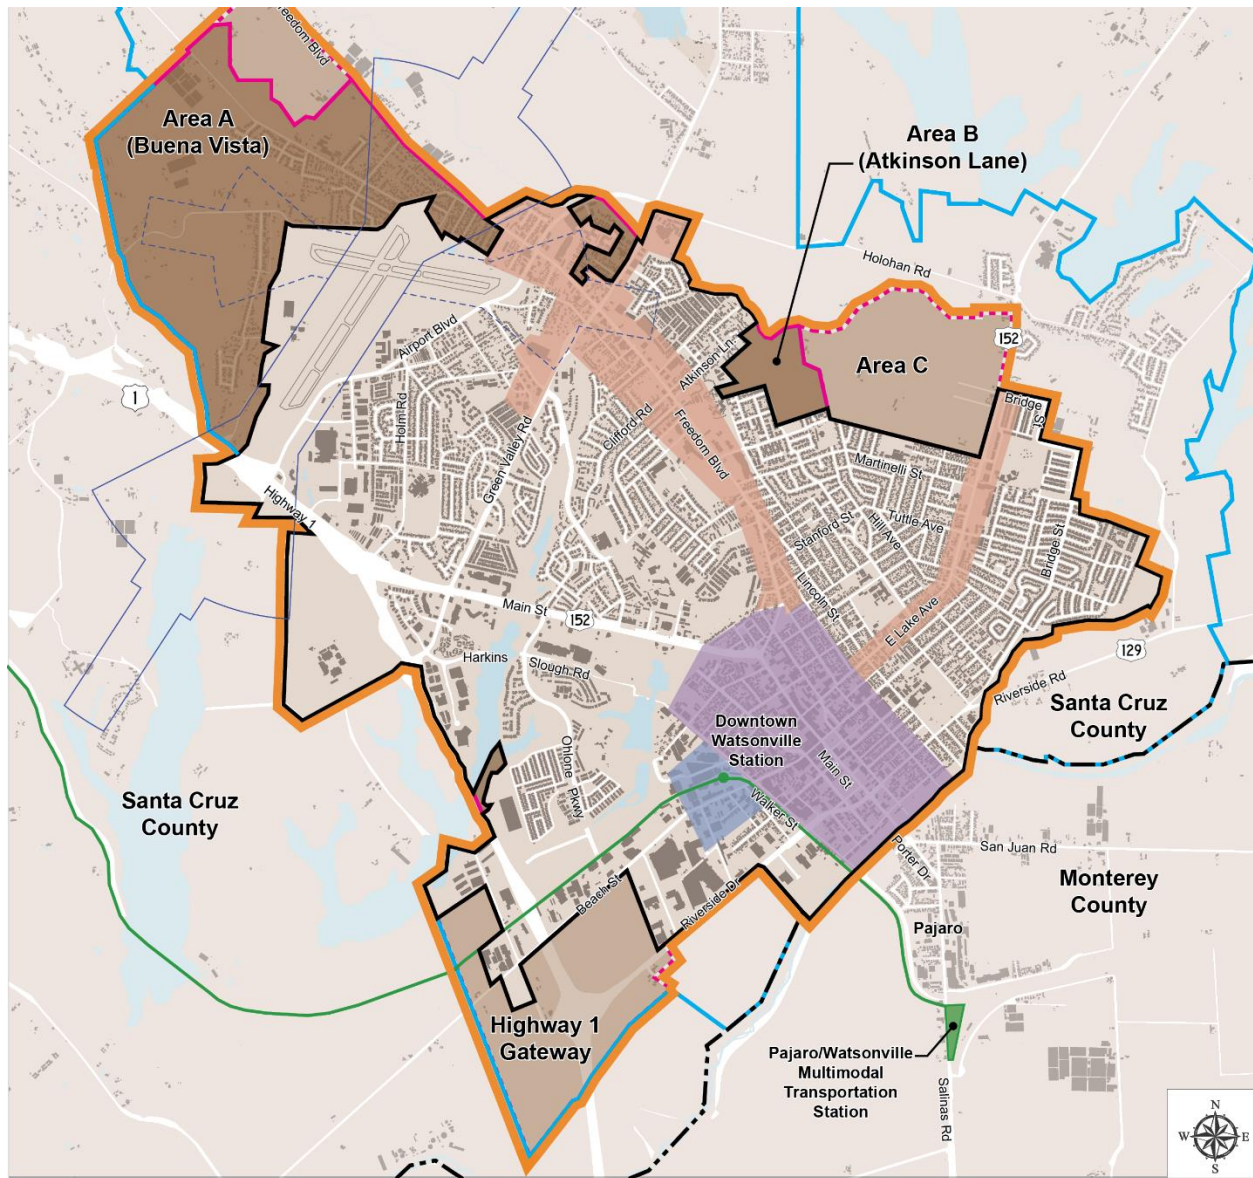 Freedom Blvd
Area A
(Buena Vista)
Area B
(Atkinson Lane)
Holohan Rd
Airport Blvd
Atkinson Ln
Area C
152
1
Holm Rd
Green Valley Rd
Clifford Rd
Freedom Blvd
Bridge St
Martinelli St
Highway 1
Stanford St
Hill Ave
Tuttle Ave
Bridge St
Main St
152
Lincoln St
E Lake Ave
129
Harkins
Slough Rd
Riverside Rd
Santa Cruz
County
Downtown
Watsonville
Station
Main St
Ohlone
Pkwy
Santa Cruz
County
Walker St
Porter Dr
San Juan Rd
Monterey
County
Beach St
Riverside Dr
Pajaro
Highway 1
Gateway
Pajaro/Watsonville
Multimodal
Transportation
Station
Salinas Rd
N
W
E
S